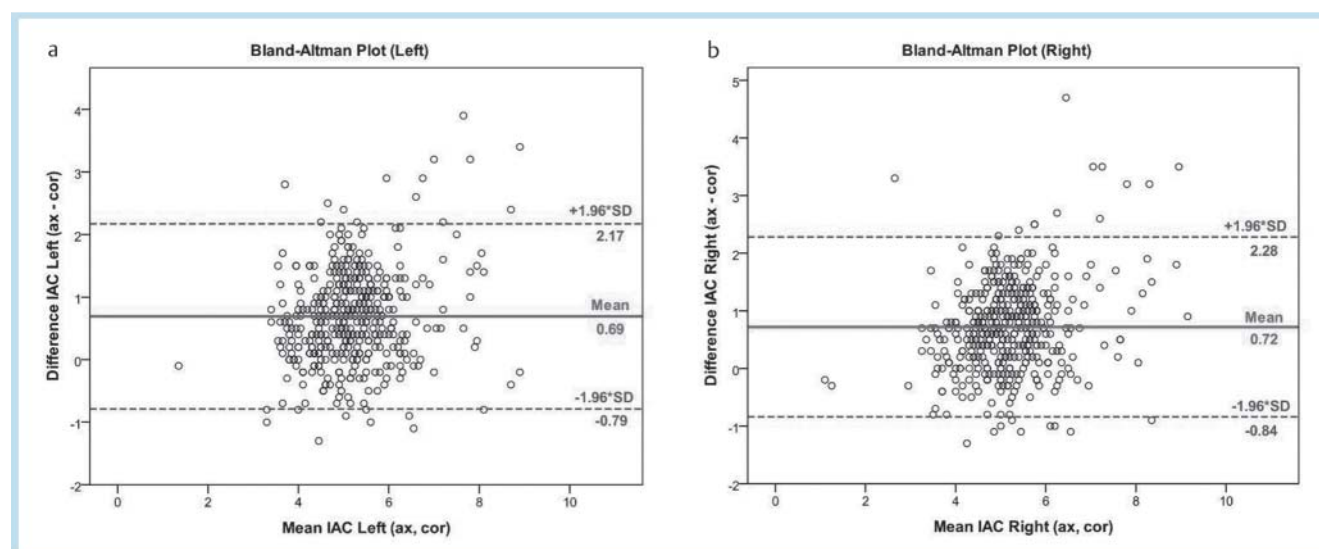 a
Bland-Altman Plot (Left)
Difference IAC Left (ax - cor)
4
3
2
1
0
-1
-2
+1.96*SD
2.17
Mean
0.69
-1.96*SD
-0.79
0
2
4
6
8
10
Mean IAC Left (ax, cor)
b
Bland-Altman Plot (Right)
Difference IAC Right (ax - cor)
5
4
3
2
1
0
-1
-2
+1.96*SD
2.28
Mean
0.72
-1.96*SD
-0.84
0
2
4
6
8
10
Mean IAC Right (ax, cor)